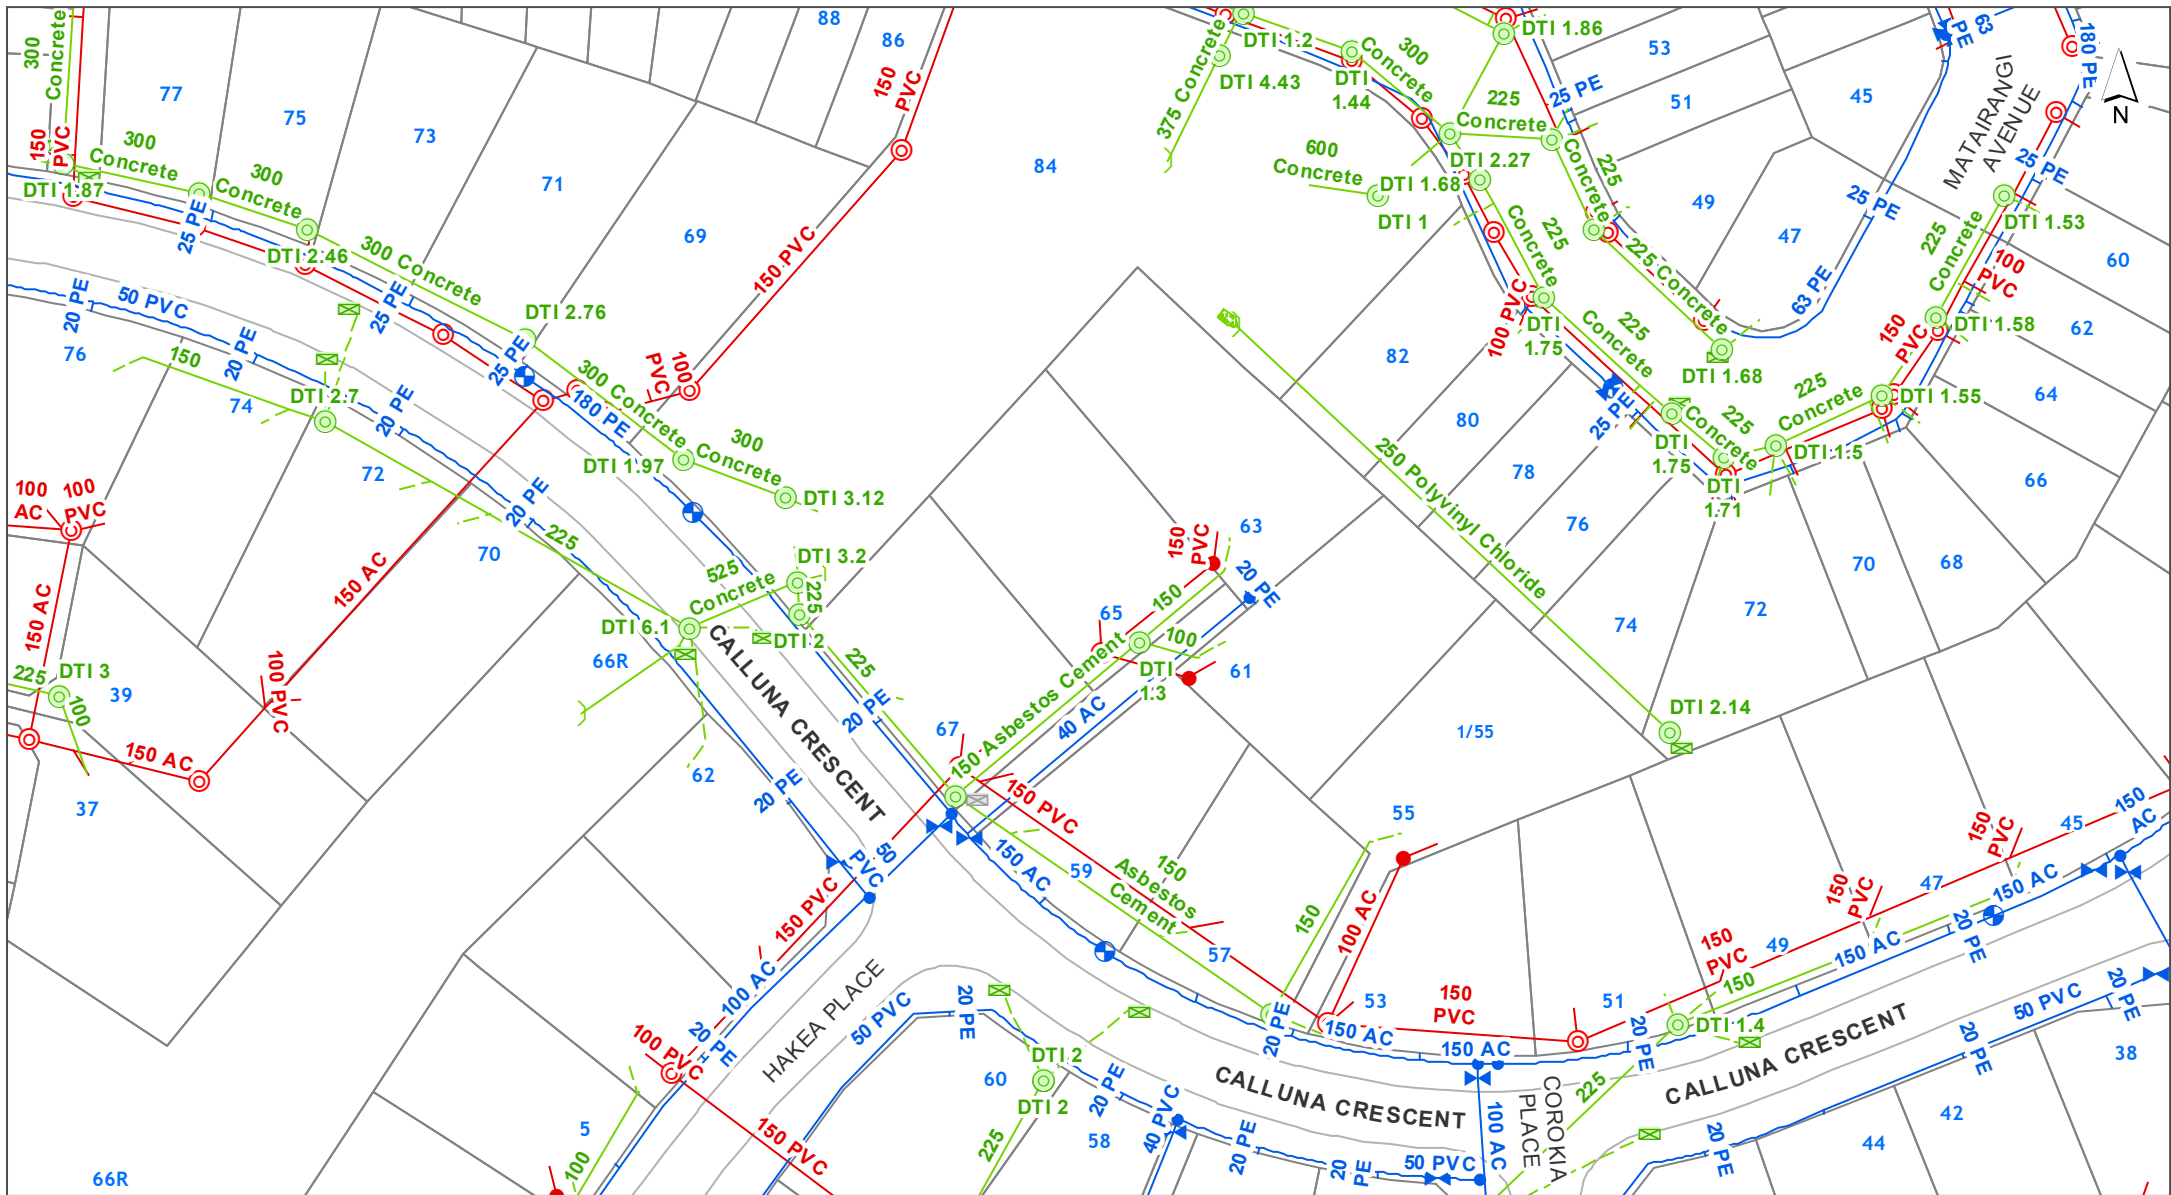 88
86
84
77
75
73
71
69
300
Concrete
150
PVC
DTI 1.87
300
Concrete
300
Concrete
25 PE
DTI 2.46
300 Concrete
25 PE
DTI 2.76
25 PE
150
PVC
150 PVC
100
PVC
300 Concrete
180 PE
300
Concrete
DTI 1.97
DTI 3.12
50 PVC
20 PE
20 PE
76
150
74
DTI 2.7
20 PE
72
20 PE
70
225
100
AC
100
PVC
150 AC
150 AC
225
DTI 3
100
39
100 PVC
150 AC
37
DTI 6.1
66R
525
Concrete
DTI 3.2
225
DTI 2
225
20 PE
CALLUNA CRESCENT
62
20 PE
67
50
PVC
150 PVC
100 AC
20 PE
100 PVC
HAKEA PLACE
50 PVC
150 PVC
5
100
66R
DTI 1.2
DTI 4.43
375 Concrete
300
Concrete
DTI
1.44
225
Concrete
DTI 1.86
25 PE
DTI 2.27
DTI 1.68
600
Concrete
DTI 1
225
Concrete
225
Concrete
225 Concrete
DTI 1.68
100 PVC
DTI
1.75
225
Concrete
25 PE
DTI
1.75
225
Concrete
DTI
1.71
225
Concrete
DTI 1.5
DTI 1.55
150
PVC
DTI 1.58
100
PVC
225
Concrete
DTI 1.53
25 PE
MATAIRANGI
AVENUE
180 PE
63
PE
25 PE
63 PE
N
53
51
49
47
45
60
62
64
66
68
70
72
74
76
78
80
82
250 Polyvinyl Chloride
DTI 2.14
1/55
63
65
61
150
PVC
20 PE
150
100
DTI
1.3
150 Asbestos Cement
40 AC
150 PVC
150 AC
59
150
Asbestos
Cement
57
55
150
100 AC
53
20 PE
150 AC
150
PVC
150 AC
51
20 PE
DTI 1.4
150
150
PVC
49
150 AC
150
PVC
47
20 PE
150 AC
150
PVC
45
150
AC
20 PE
50 PVC
20 PE
CALLUNA CRESCENT
CALLUNA CRESCENT
COROKIA
PLACE
225
100 AC
50 PVC
20 PE
20
PE
20 PE
40 PVC
20 PE
DTI 2
DTI 2
60
58
225
20 PE
38
42
44